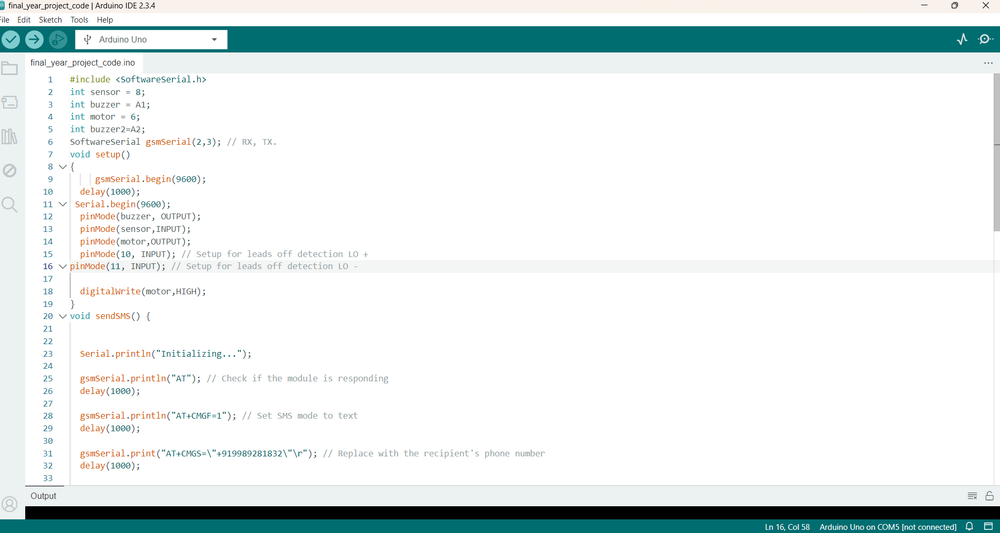 final_year_project_code | Arduino IDE 2.3.4
File Edit Sketch Tools Help
Arduino Uno
final_year_project_code.ino
1 #include <SoftwareSerial.h>
2 int sensor = 8;
3 int buzzer = A1;
4 int motor = 6;
5 int buzzer2=A2;
6 SoftwareSerial gsmSerial(2,3); // RX, TX.
7 void setup()
8 {
9 gsmSerial.begin(9600);
10 delay(1000);
11 Serial.begin(9600);
12 pinMode(buzzer, OUTPUT);
13 pinMode(sensor,INPUT);
14 pinMode(motor,OUTPUT);
15 pinMode(10, INPUT); // Setup for leads off detection LO +
16 pinMode(11, INPUT); // Setup for leads off detection LO -
17
18 digitalWrite(motor,HIGH);
19 }
20 void sendSMS() {
21
22
23 Serial.println("Initializing...");
24
25 gsmSerial.println("AT"); // Check if the module is responding
26 delay(1000);
27
28 gsmSerial.println("AT+CMGF=1"); // Set SMS mode to text
29 delay(1000);
30
31 gsmSerial.print("AT+CMGS=\"+919989281832\"\r"); // Replace with the recipient's phone number
32 delay(1000);
33
Output
Ln 16, Col 58 Arduino Uno on COM5 [not connected]